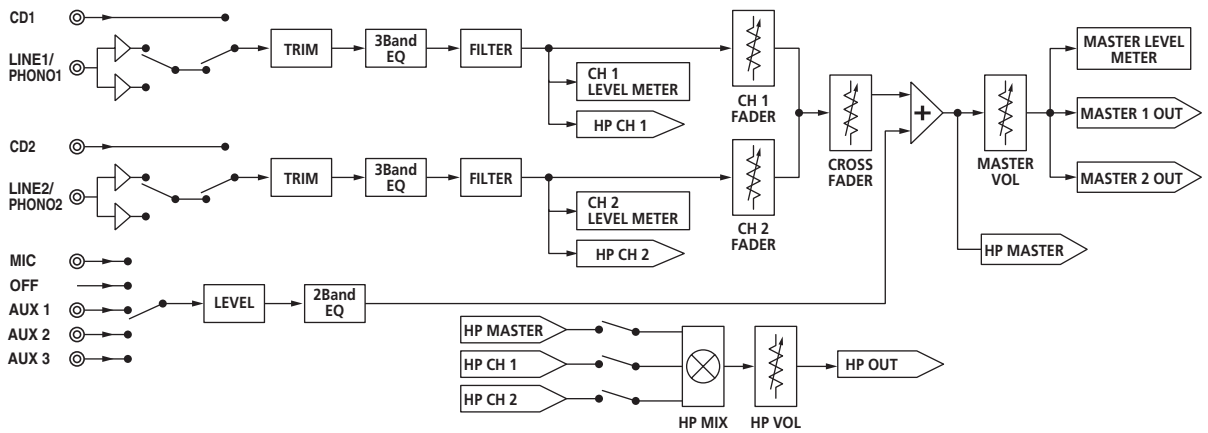 CD1
LINE1/
PHONO1
TRIM
3Band
EQ
FILTER
CH 1
LEVEL METER
HP CH 1
CH 1
FADER
CD2
LINE2/
PHONO2
TRIM
3Band
EQ
FILTER
CH 2
LEVEL METER
HP CH 2
CH 2
FADER
CROSS
FADER
+
MASTER
VOL
MASTER LEVEL
METER
MASTER 1 OUT
MASTER 2 OUT
HP MASTER
MIC
OFF
AUX 1
AUX 2
AUX 3
LEVEL
2Band
EQ
HP MASTER
HP CH 1
HP CH 2
HP MIX
HP VOL
HP OUT